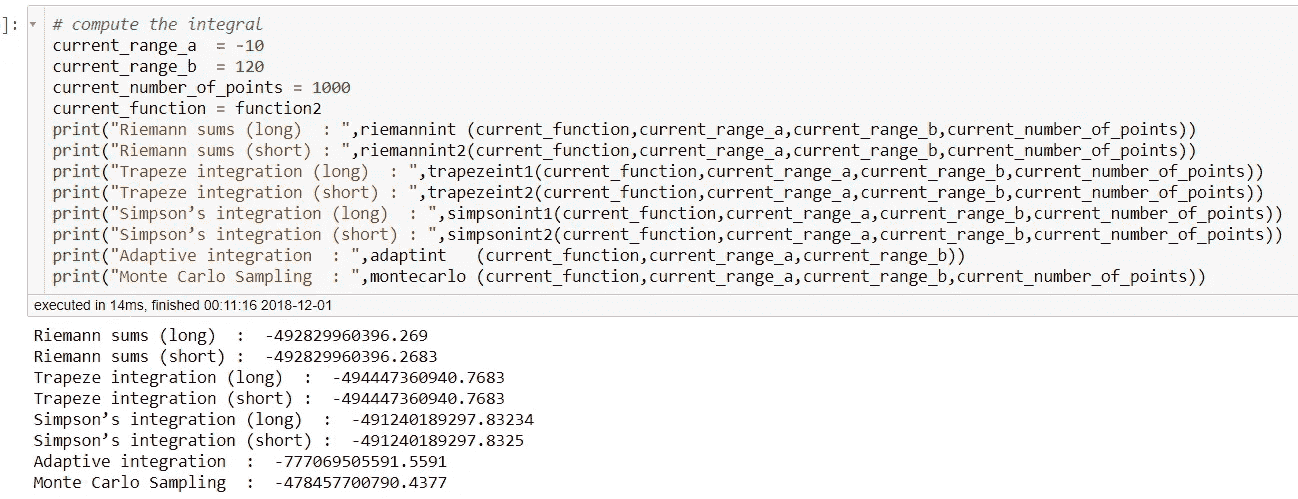 ]: # compute the integral
current_range_a  = -10
current_range_b  = 120
current_number_of_points = 1000
current_function = function2
print("Riemann sums (long)  : ",riemannint (current_function,current_range_a,current_range_b,current_number_of_points))
print("Riemann sums (short) : ",riemannint2(current_function,current_range_a,current_range_b,current_number_of_points))
print("Trapeze integration (long)  : ",trapezeint1(current_function,current_range_a,current_range_b,current_number_of_points))
print("Trapeze integration (short) : ",trapezeint2(current_function,current_range_a,current_range_b,current_number_of_points))
print("Simpson’s integration (long)  : ",simpsonint1(current_function,current_range_a,current_range_b,current_number_of_points))
print("Simpson’s integration (short) : ",simpsonint2(current_function,current_range_a,current_range_b,current_number_of_points))
print("Adaptive integration  : ",adaptint   (current_function,current_range_a,current_range_b))
print("Monte Carlo Sampling  : ",montecarlo (current_function,current_range_a,current_range_b,current_number_of_points))
executed in 14ms, finished 00:11:16 2018-12-01
Riemann sums (long)  :  -492829960396.269
Riemann sums (short) :  -492829960396.2683
Trapeze integration (long)  :  -494447360940.7683
Trapeze integration (short) :  -494447360940.7683
Simpson’s integration (long)  :  -491240189297.83234
Simpson’s integration (short) :  -491240189297.8325
Adaptive integration  :  -777069505591.5591
Monte Carlo Sampling  :  -478457700790.4377